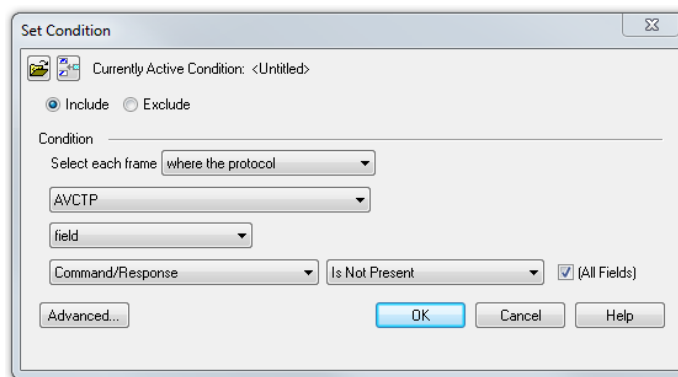 Set Condition
Currently Active Condition: <Untitled>
Include Exclude
Condition
Select each frame where the protocol
AVCTP
field
Command/Response Is Not Present (All Fields)
Advanced... OK Cancel Help